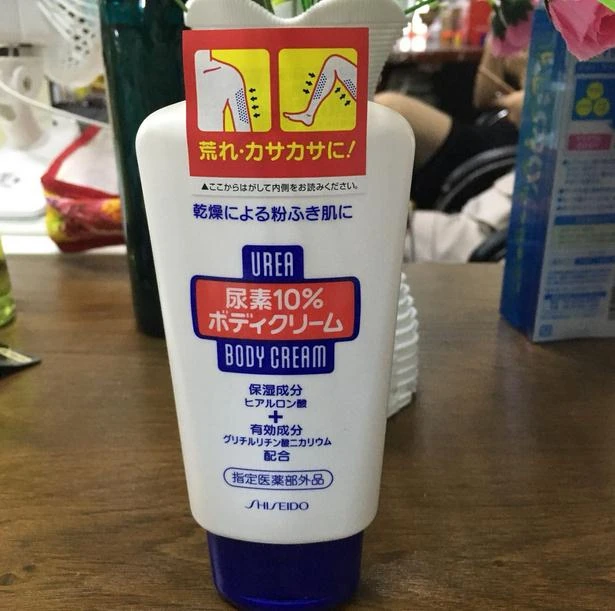 荒れ・カサカサに!
▲ここからはがして内側をお読みください。
乾燥による粉ふき肌に
UREA
尿素10%
ボディクリーム
BODY CREAM
保湿成分
ヒアルロン酸
+
有効成分
グリチルリチン酸二カリウム
配合
指定医薬部外品
SHISEIDO